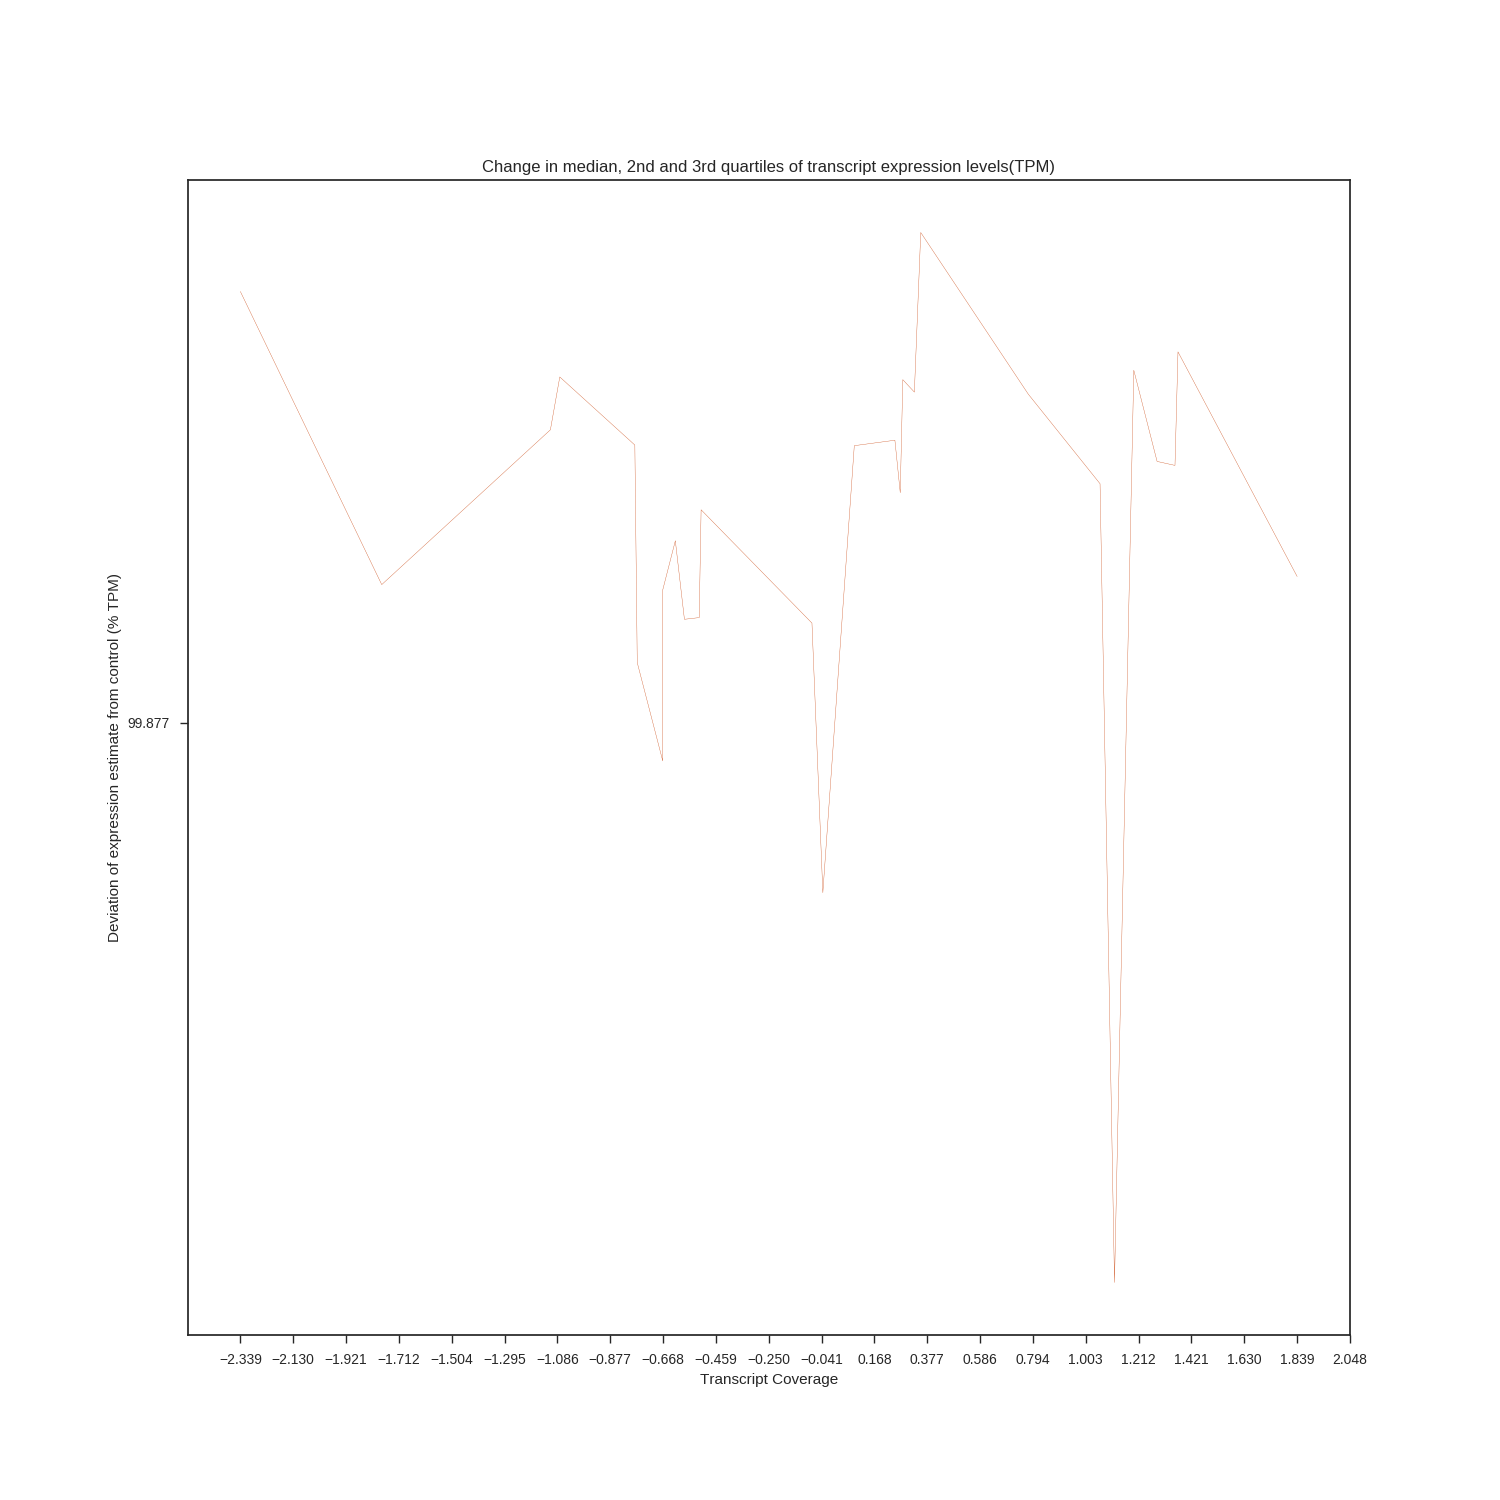 Change in median, 2nd and 3rd quartiles of transcript expression levels(TPM)
Deviation of expression estimate from control (% TPM)
99.877
−2.339 −2.130 −1.921 −1.712 −1.504 −1.295 −1.086 −0.877 −0.668 −0.459 −0.250 −0.041 0.168 0.377 0.586 0.794 1.003 1.212 1.421 1.630 1.839 2.048
Transcript Coverage